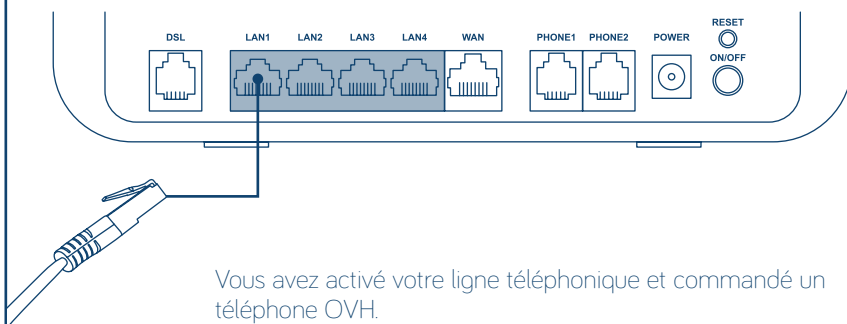 DSL LAN1 LAN2 LAN3 LAN4 WAN PHONE1 PHONE2 POWER RESET
ON/OFF
Vous avez activé votre ligne téléphonique et commandé un
téléphone OVH.